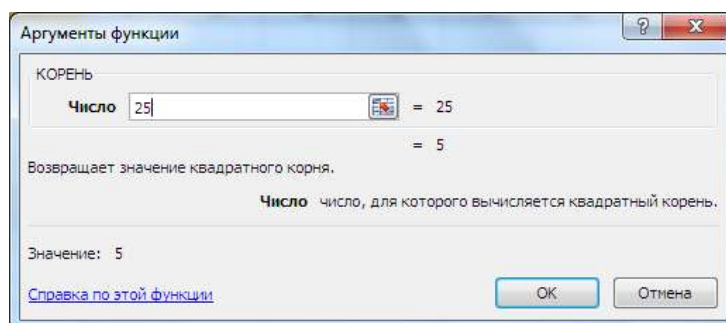 Аргументы функции
КОРЕНЬ
Число 25 = 25
= 5
Возвращает значение квадратного корня.
Число число, для которого вычисляется квадратный корень.
Значение: 5
Справка по этой функции
ОК Отмена